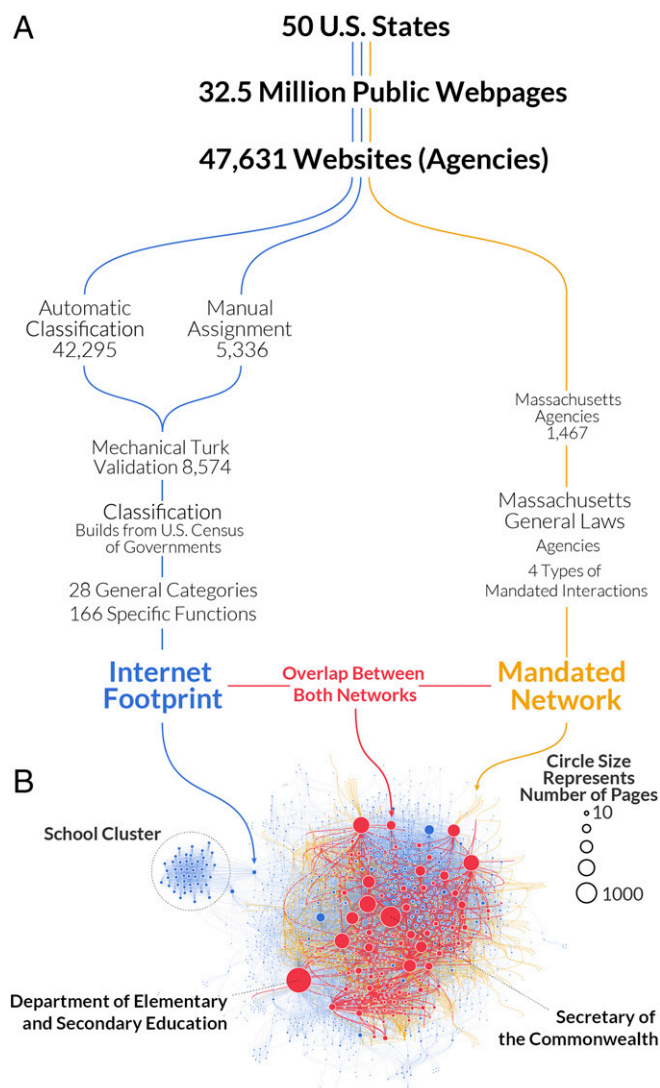 A
50 U.S. States
32.5 Million Public Webpages
47,631 Websites (Agencies)
Automatic
Classification
42,295
Manual
Assignment
5,336
Massachusetts
Agencies
1,467
Mechanical Turk
Validation 8,574
Classification
Builds from U.S. Census
of Governments
28 General Categories
166 Specific Functions
Massachusetts
General Laws
Agencies
4 Types of
Mandated Interactions
Internet
Footprint
Overlap Between
Both Networks
Mandated
Network
B
School Cluster
Circle Size
Represents
Number of Pages
10
1000
Department of Elementary
and Secondary Education
Secretary of
the Commonwealth